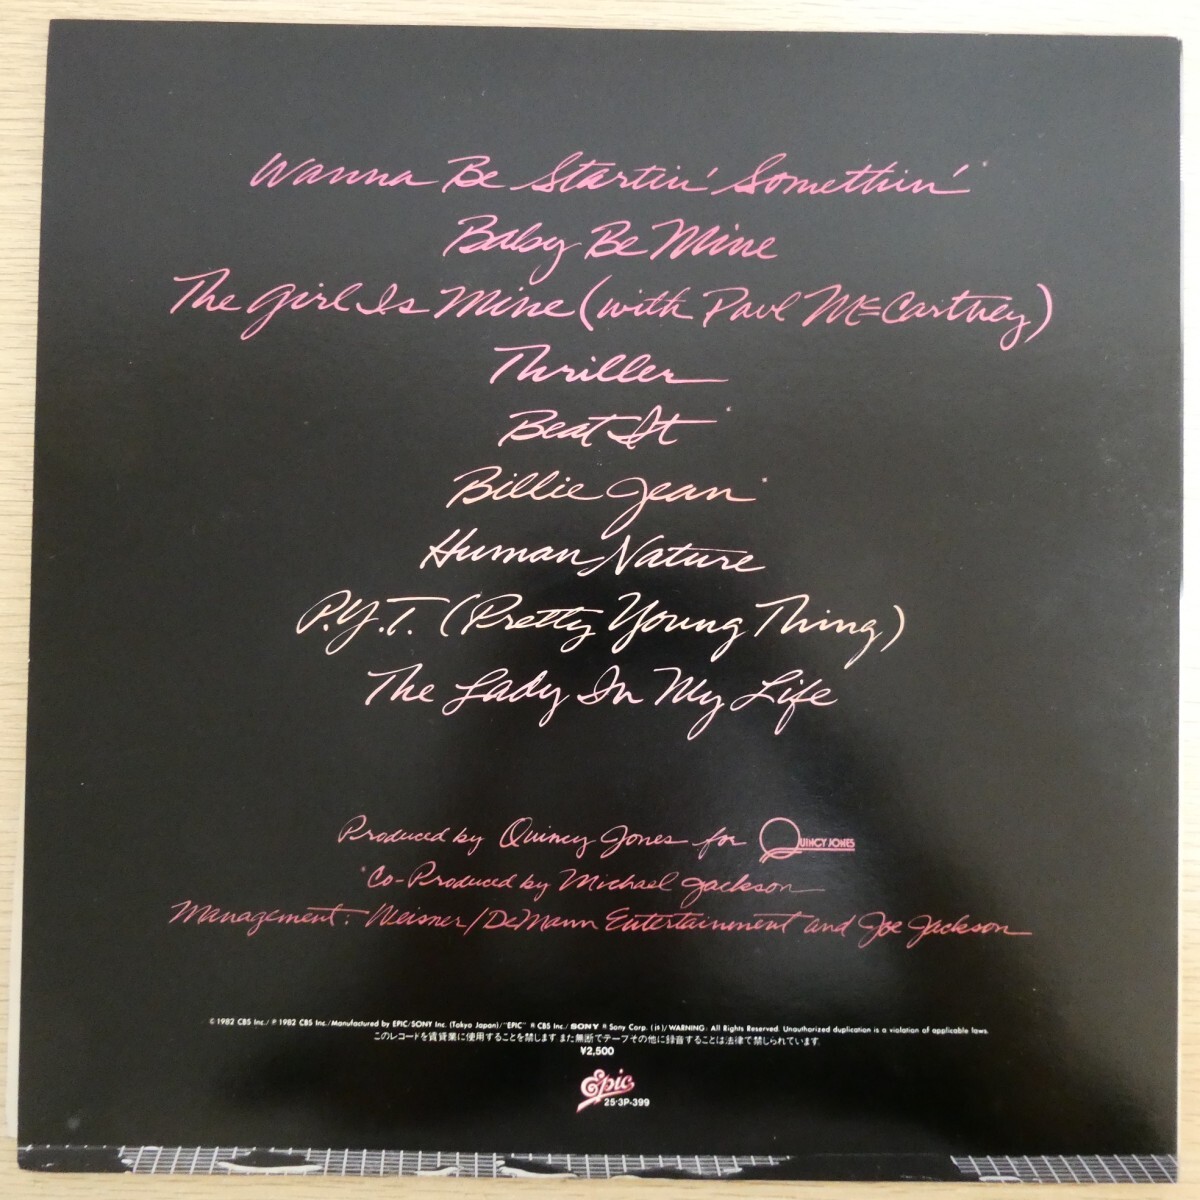 Wanna Be Startin' Somethin'*
Baby Be Mine
The Girl Is Mine (with Paul McCartney)
Thriller
Beat It*
Billie Jean*
Human Nature
P.Y.T. (Pretty Young Thing)
The Lady In My Life
Produced by Quincy Jones for QUINCY JONES
*Co-Produced by Michael Jackson
Management: Weisner/DeMann Entertainment and Joe Jackson
© 1982 CBS Inc./℗ 1982 CBS Inc./Manufactured by EPIC/SONY Inc. (Tokyo Japan)/"EPIC" ® CBS Inc./SONY ® Sony Corp. (is)/WARNING: All Rights Reserved. Unauthorized duplication is a violation of applicable laws.
このレコードを賃貸業に使用することを禁じます また無断でテープその他に録音することは法律で禁じられています
¥2,500
Epic
25·3P-399